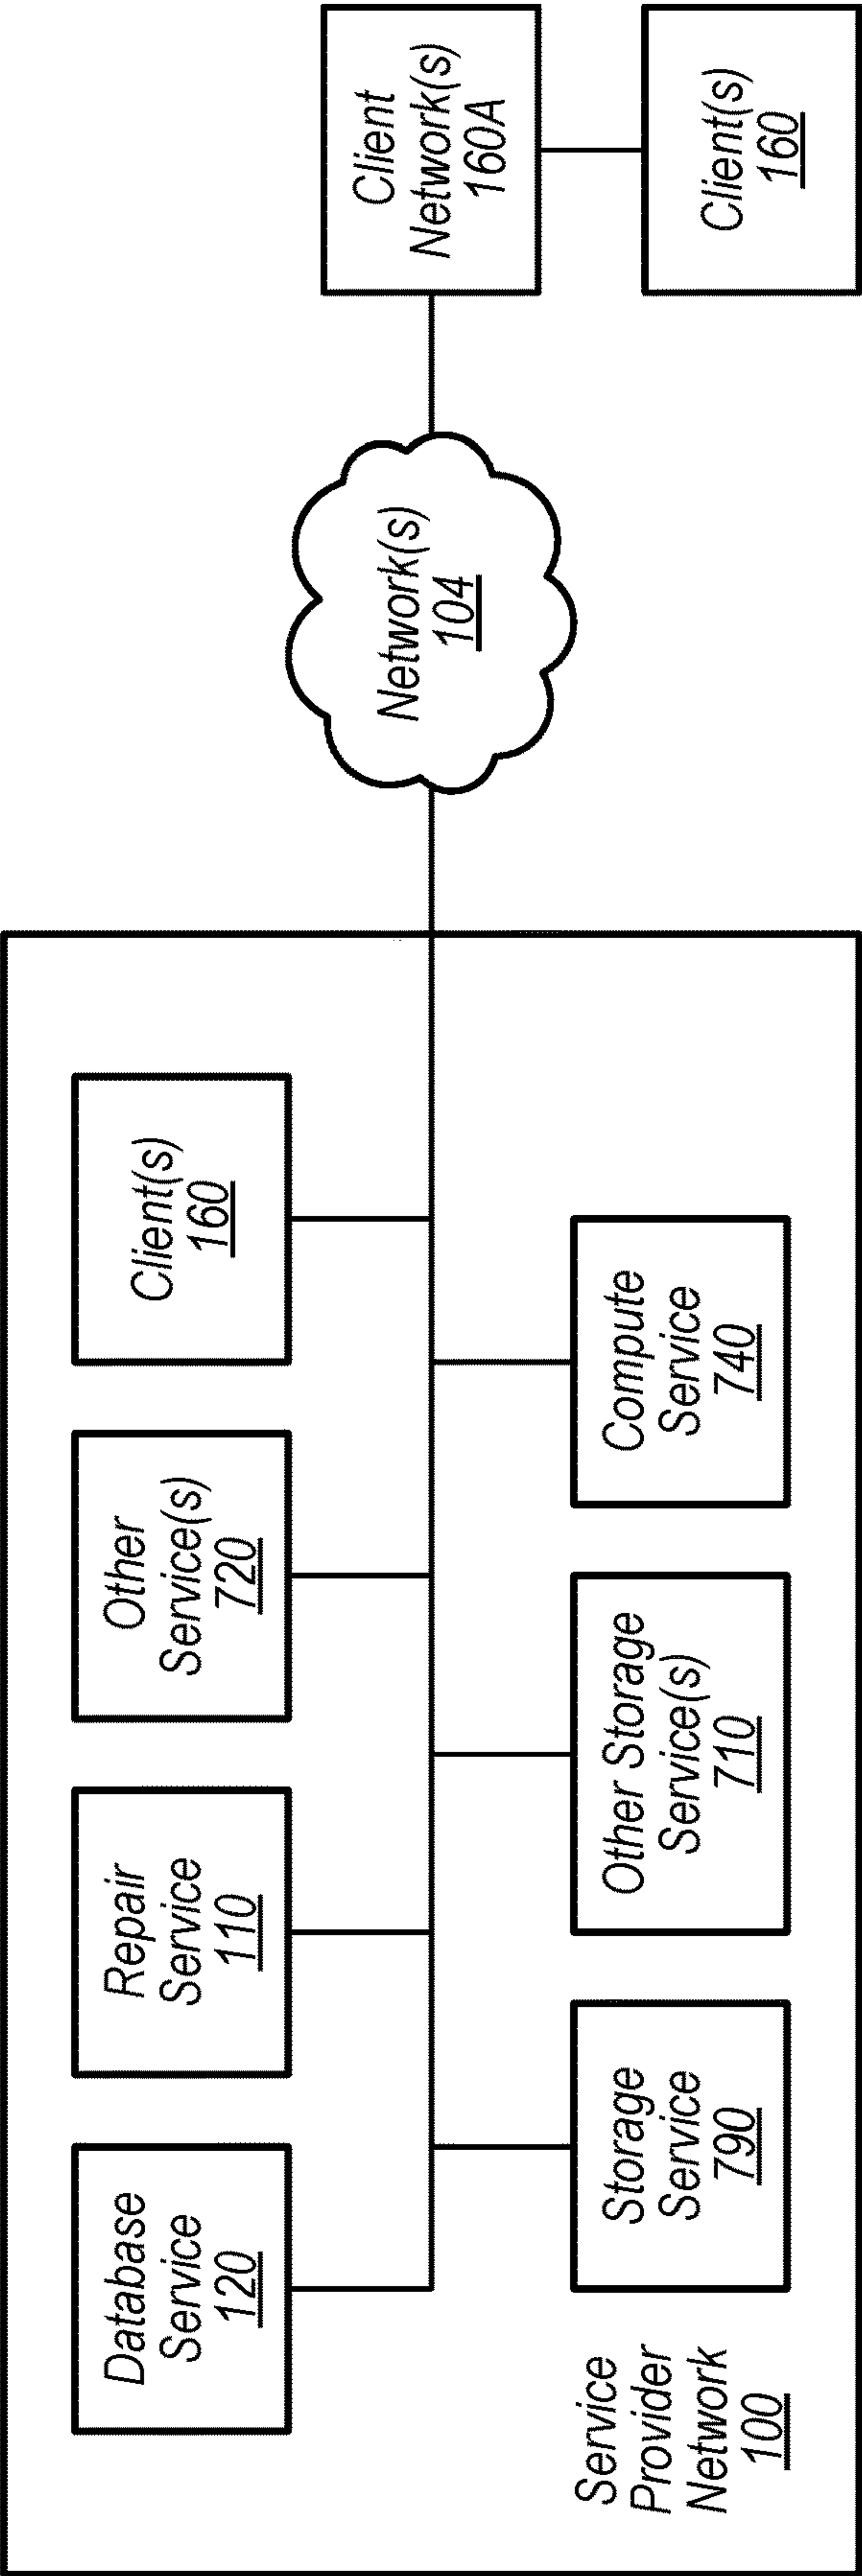 Database
Service
120
Repair
Service
110
Other
Service(s)
720
Client(s)
160
Storage
Service
790
Other Storage
Service(s)
710
Compute
Service
740
Service
Provider
Network
100
Network(s)
104
Client
Network(s)
160A
Client(s)
160